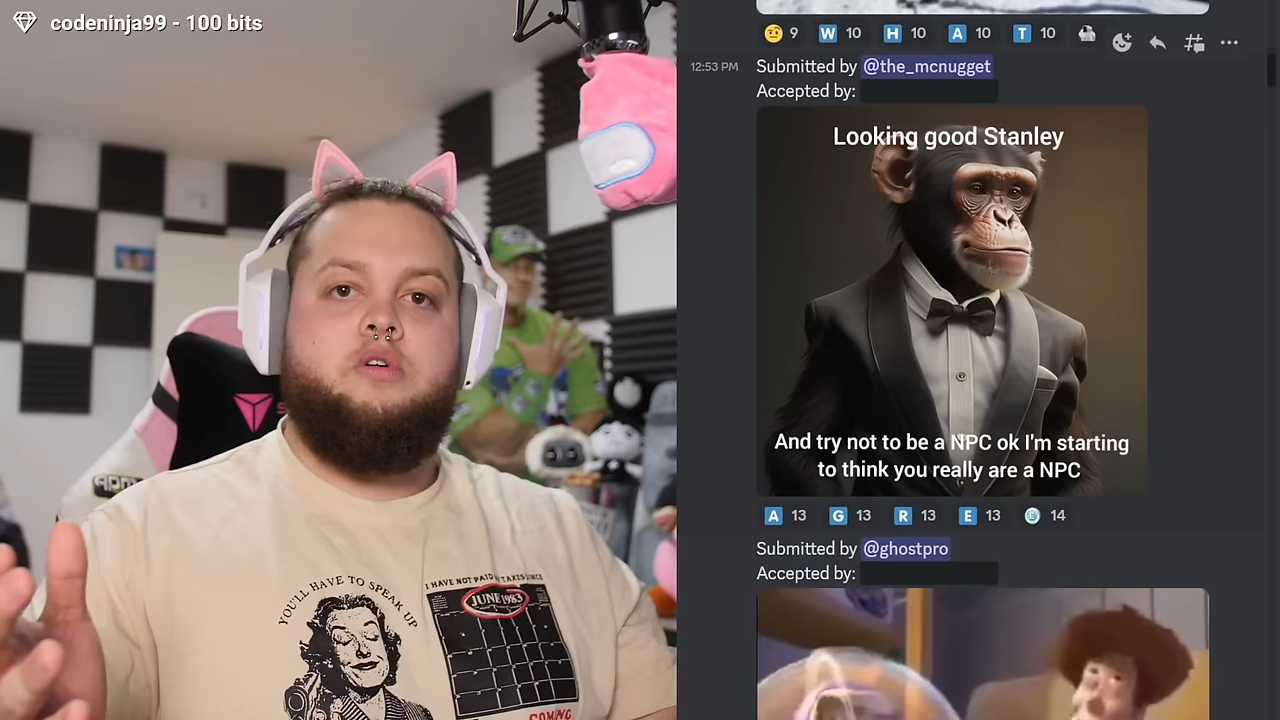 codeninja99 - 100 bits
9
W 10
H 10
A 10
T 10
12:53 PM
Submitted by @the_mcnugget
Accepted by:
Looking good Stanley
And try not to be a NPC ok I'm starting
to think you really are a NPC
A 13
G 13
R 13
E 13
14
Submitted by @ghostpro
Accepted by:
YOU'LL HAVE TO SPEAK UP
I HAVE NOT PAID TAXES SINCE
JUNE 1983
COMING